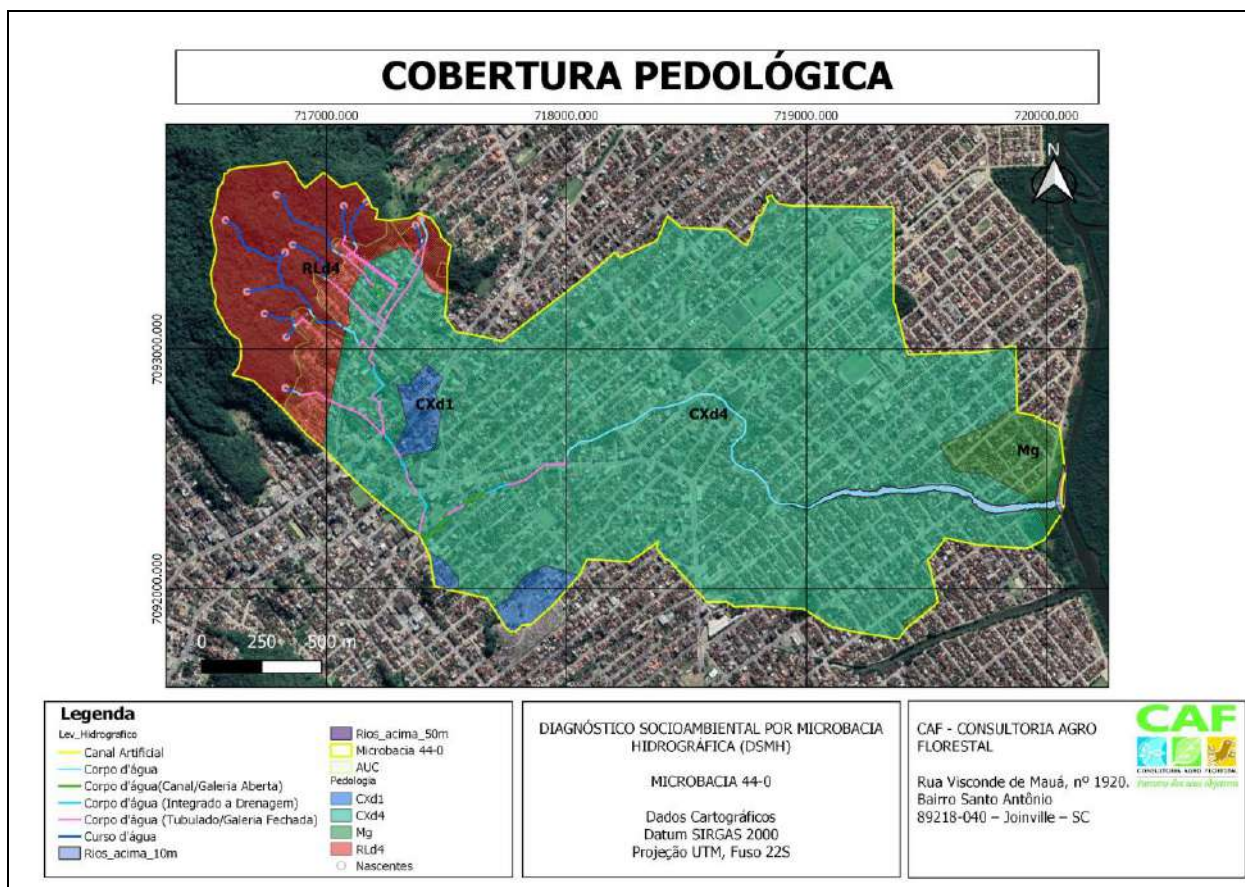 COBERTURA PEDOLÓGICA
717000.000
718000.000
719000.000
720000.000
7093000.000
7092000.000
N
RLd4
CXd1
CXd4
Mg
0 250 500 m
Legenda
Lev_Hidrografico
Canal Artificial
Corpo d'água
Corpo d'água(Canal/Galeria Aberta)
Corpo d'água (Integrado a Drenagem)
Corpo d'água (Tubulado/Galeria Fechada)
Curso d'água
Rios_acima_10m
Rios_acima_50m
Microbacia 44-0
AUC
Pedologia
CXd1
CXd4
Mg
RLd4
Nascentes
DIAGNÓSTICO SOCIOAMBIENTAL POR MICROBACIA
HIDROGRÁFICA (DSMH)
MICROBACIA 44-0
Dados Cartográficos
Datum SIRGAS 2000
Projeção UTM, Fuso 22S
CAF - CONSULTORIA AGRO
FLORESTAL
Rua Visconde de Mauá, nº 1920.
Bairro Santo Antônio
89218-040 – Joinville – SC
CAF
CONSULTORIA AGRO FLORESTAL